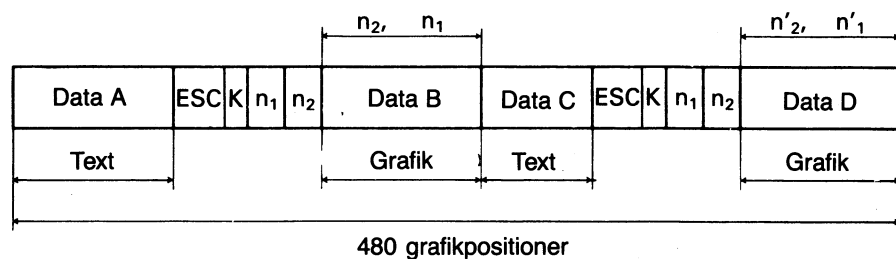 n₂, n₁ n'₂, n'₁
Data A ESC K n₁ n₂ Data B Data C ESC K n₁ n₂ Data D
Text Grafik Text Grafik
480 grafikpositioner